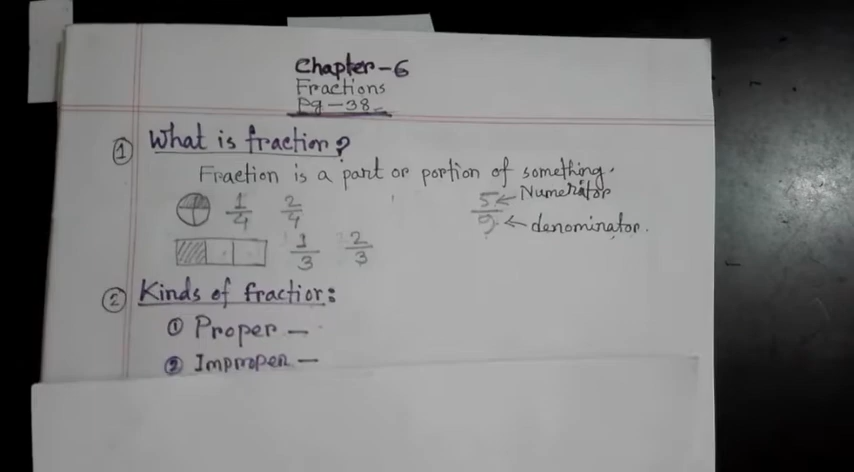 Chapter-6
Fractions
Pg-38
① What is fraction?
Fraction is a part or portion of something.
1/4 2/4
5/9 ← Numerator
← denominator.
1/3 2/3
② Kinds of fraction:
① Proper —
② Improper —